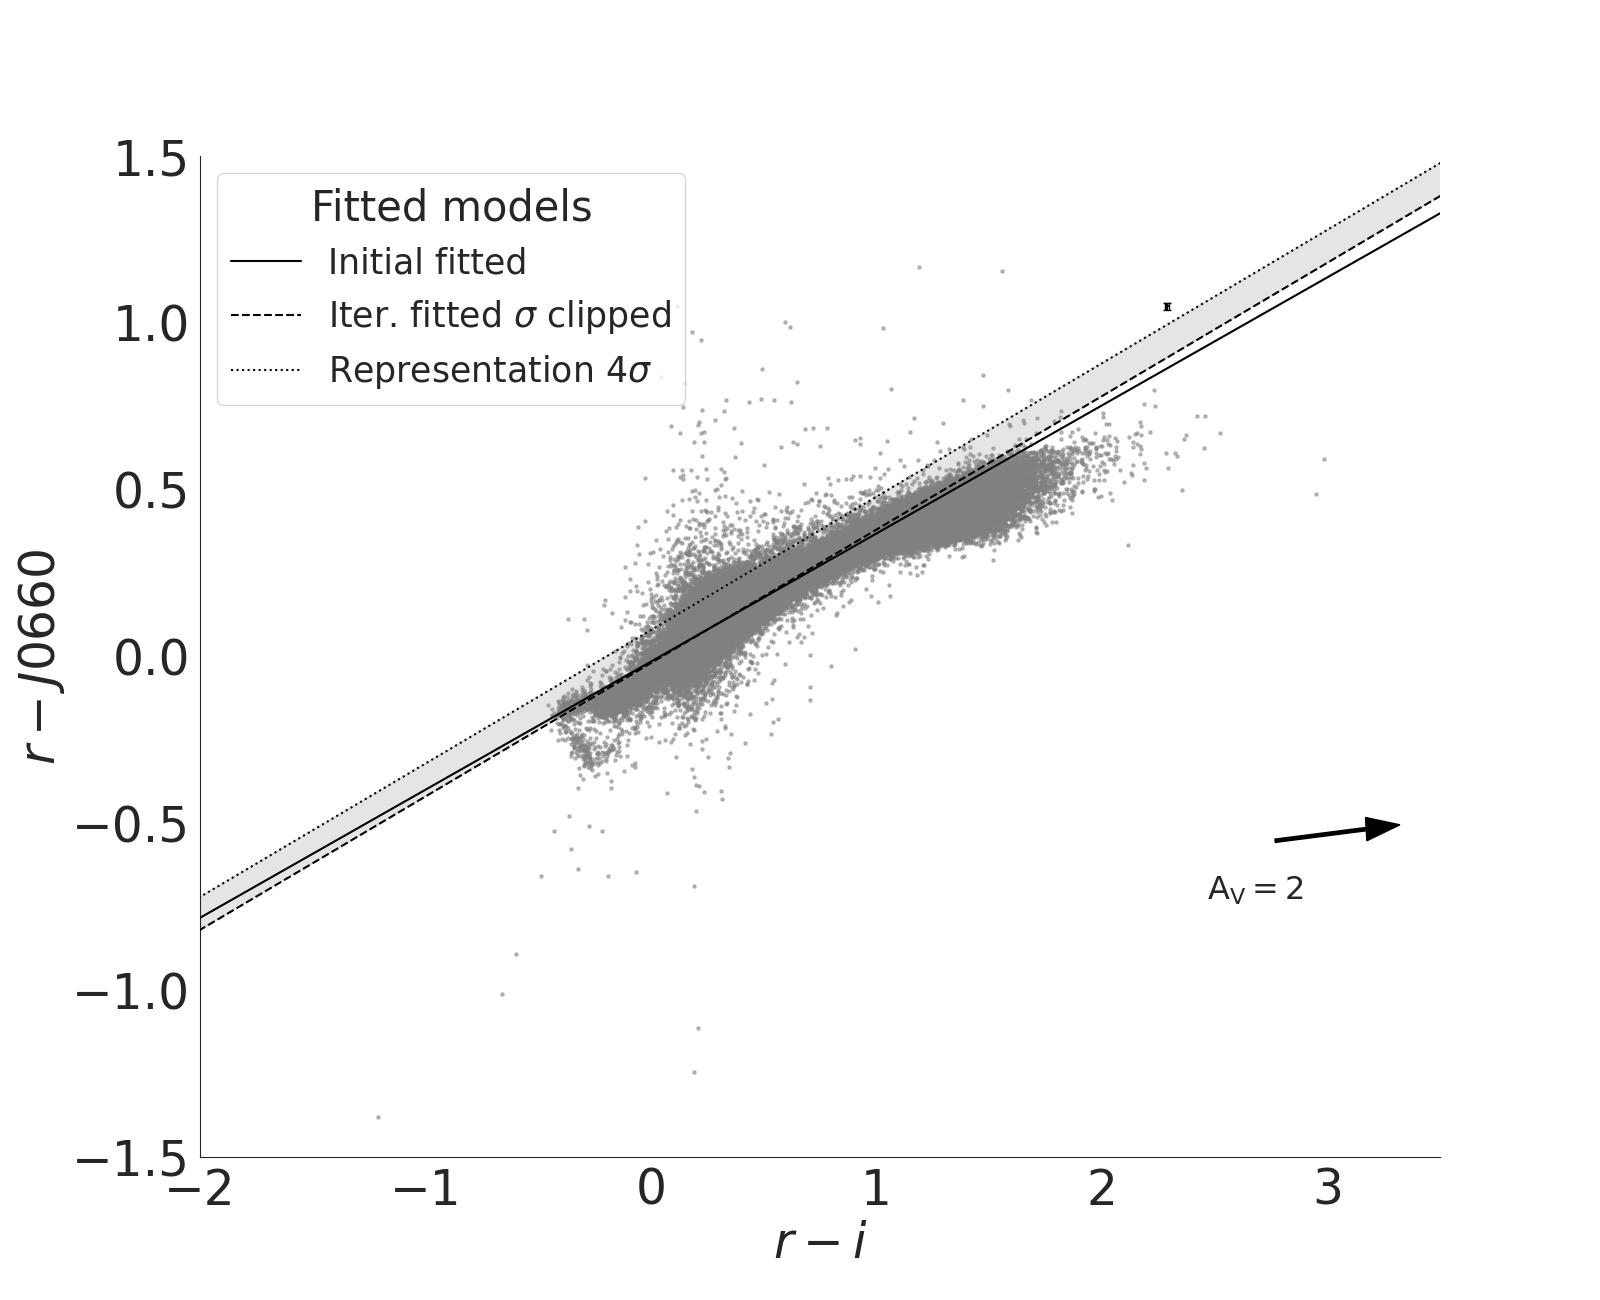 Fitted models
Initial fitted
Iter. fitted σ clipped
Representation 4σ
1.5
1.0
0.5
0.0
−0.5
−1.0
−1.5
r − J0660
A_V = 2
−2 −1 0 1 2 3
r − i